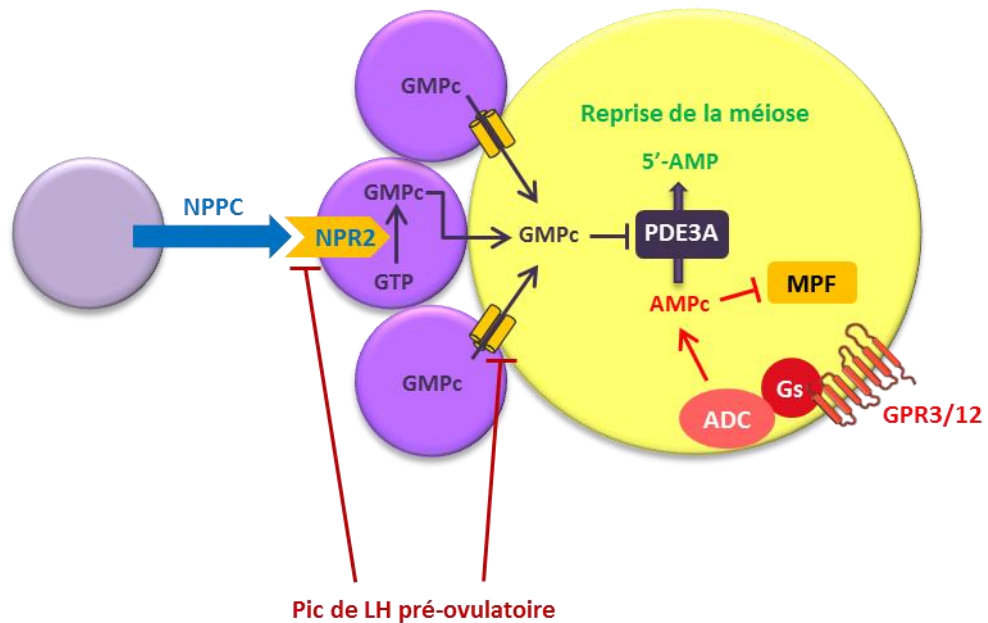 GMPc
Reprise de la méiose
5'-AMP
NPPC
GMPc
NPR2
GMPc
PDE3A
GTP
AMPc
MPF
GMPc
Gs
ADC
GPR3/12
Pic de LH pré-ovulatoire